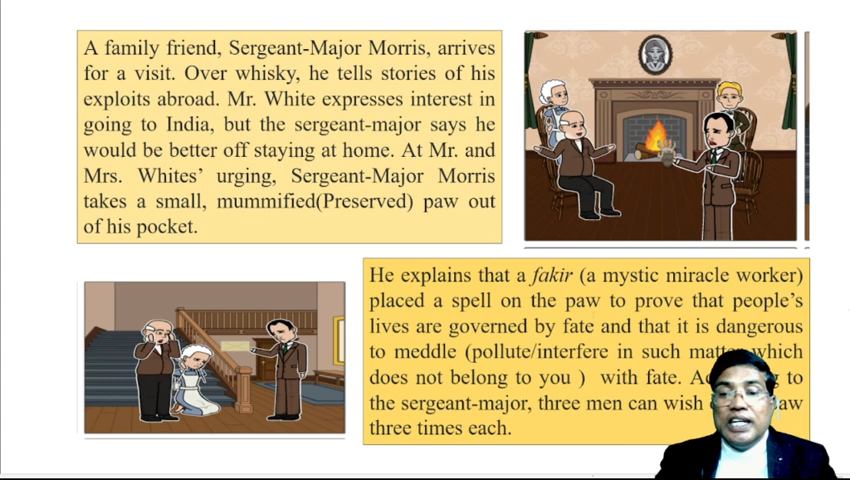 A family friend, Sergeant-Major Morris, arrives
for a visit. Over whisky, he tells stories of his
exploits abroad. Mr. White expresses interest in
going to India, but the sergeant-major says he
would be better off staying at home. At Mr. and
Mrs. Whites' urging, Sergeant-Major Morris
takes a small, mummified(Preserved) paw out
of his pocket.
He explains that a fakir (a mystic miracle worker)
placed a spell on the paw to prove that people's
lives are governed by fate and that it is dangerous
to meddle (pollute/interfere in such matter which
does not belong to you ) with fate. to
the sergeant-major, three men can wish
three times each.